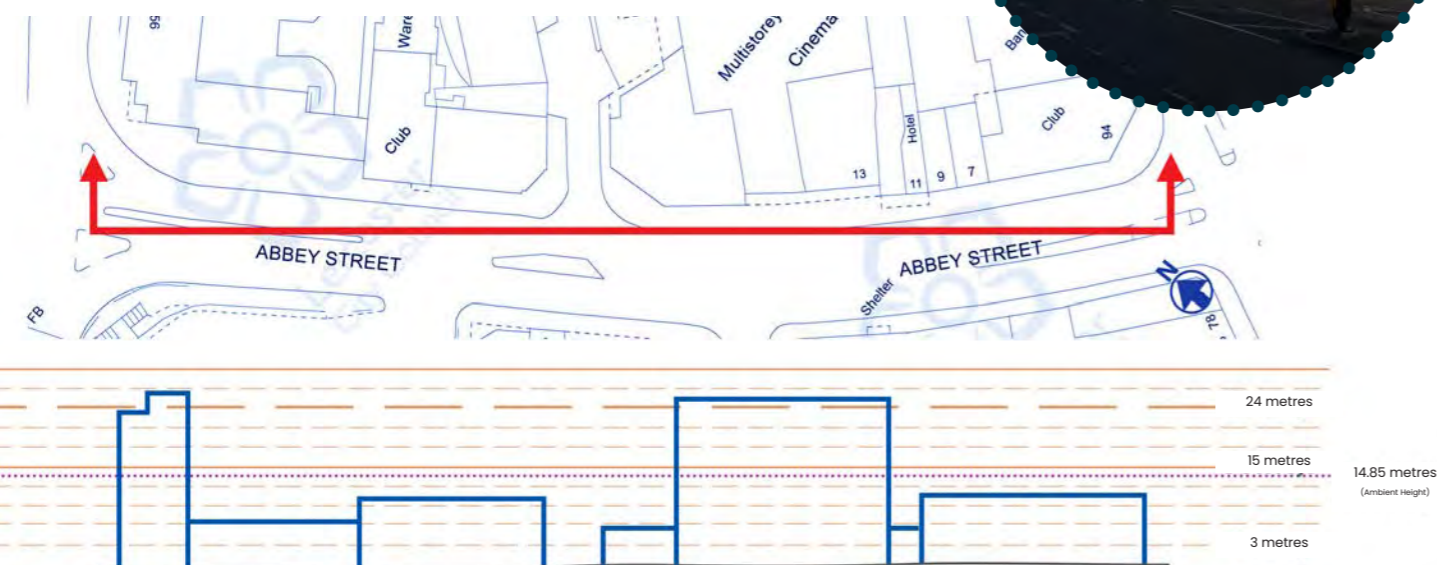 99
Multistorey
Cinema
Club
Hotel
Club
94
13
11
9
7
ABBEY STREET
ABBEY STREET
Shelter
N
FB
78
24 metres
15 metres
14.85 metres
(Ambient Height)
3 metres